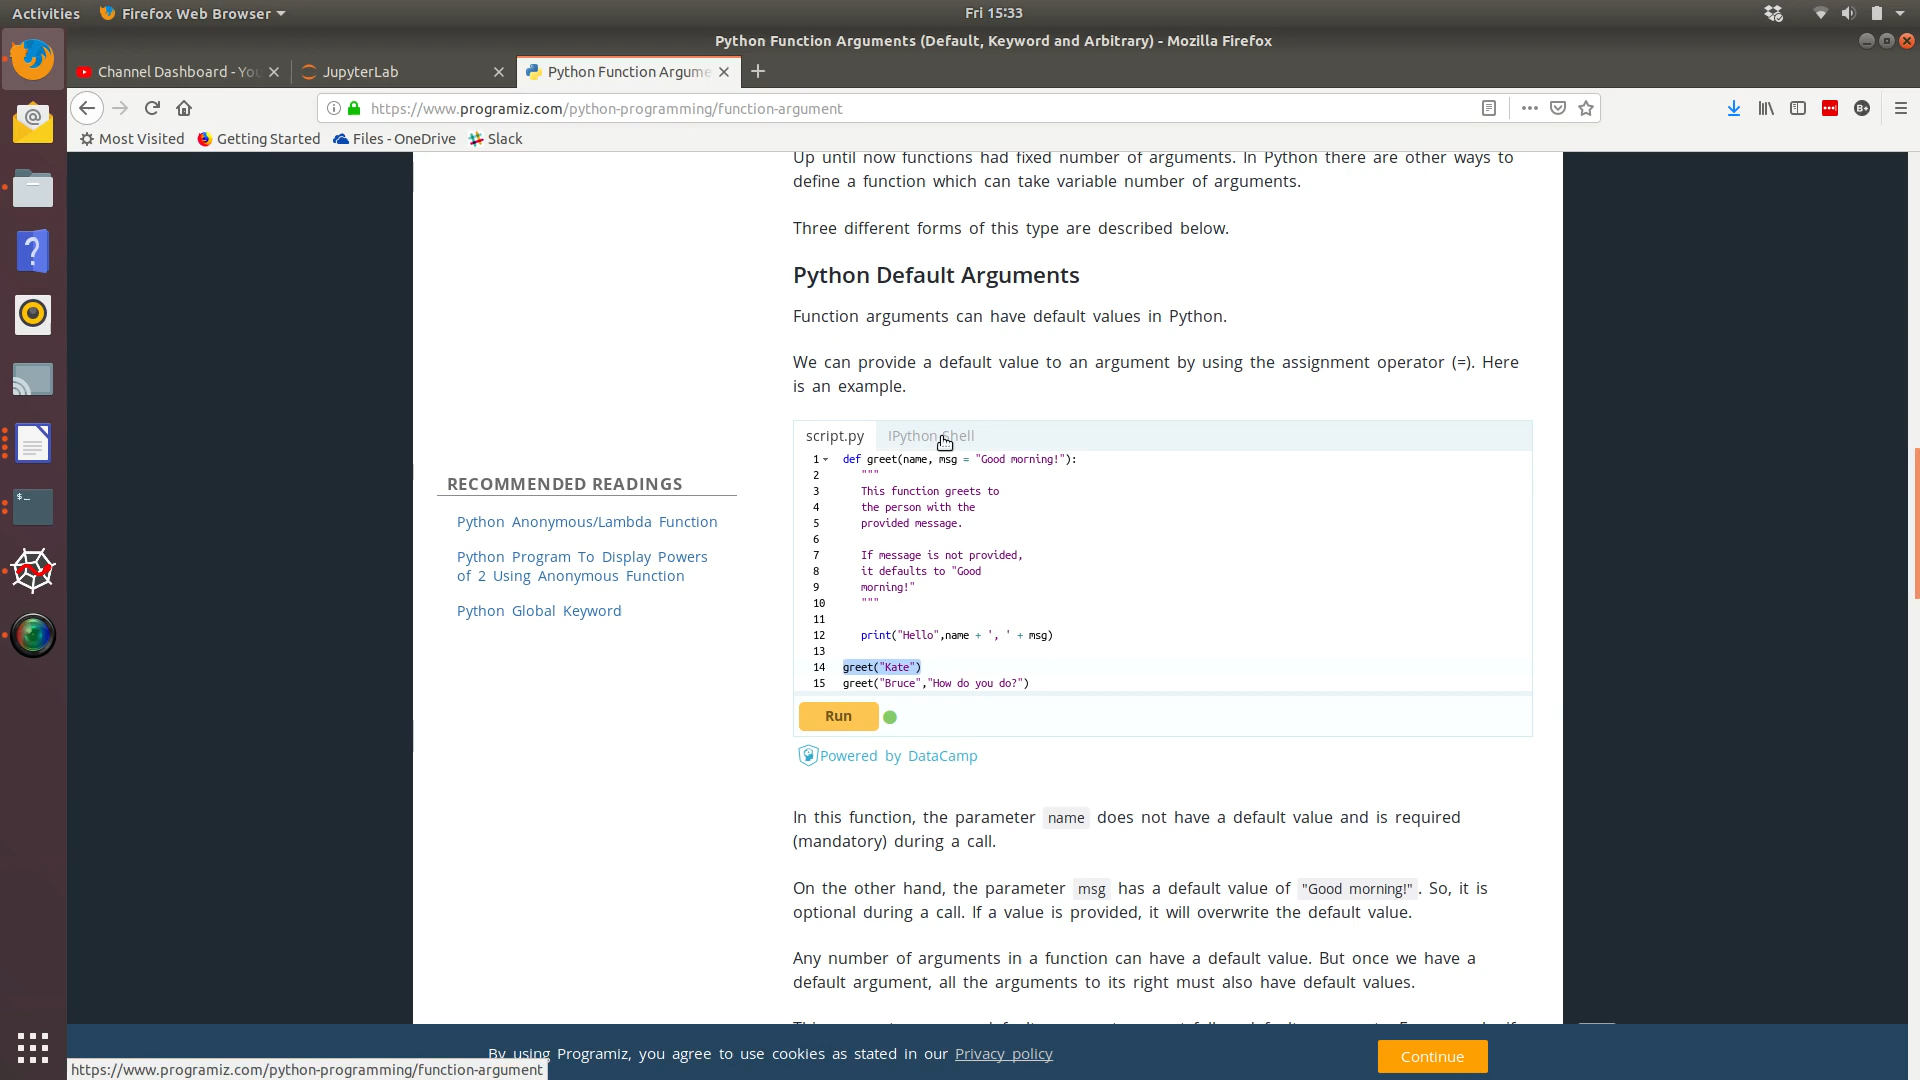 Activities
Firefox Web Browser
Fri 15:33
Python Function Arguments (Default, Keyword and Arbitrary) - Mozilla Firefox
Channel Dashboard - You
JupyterLab
Python Function Argume
https://www.programiz.com/python-programming/function-argument
Most Visited
Getting Started
Files - OneDrive
Slack
Up until now functions had fixed number of arguments. In Python there are other ways to
define a function which can take variable number of arguments.
Three different forms of this type are described below.
Python Default Arguments
Function arguments can have default values in Python.
We can provide a default value to an argument by using the assignment operator (=). Here
is an example.
script.py
IPython Shell
1 def greet(name, msg = "Good morning!"):
2 """
3 This function greets to
4 the person with the
5 provided message.
6
7 If message is not provided,
8 it defaults to "Good
9 morning!"
10 """
11
12 print("Hello",name + ', ' + msg)
13
14 greet("Kate")
15 greet("Bruce","How do you do?")
Run
Powered by DataCamp
RECOMMENDED READINGS
Python Anonymous/Lambda Function
Python Program To Display Powers
of 2 Using Anonymous Function
Python Global Keyword
In this function, the parameter name does not have a default value and is required
(mandatory) during a call.
On the other hand, the parameter msg has a default value of "Good morning!". So, it is
optional during a call. If a value is provided, it will overwrite the default value.
Any number of arguments in a function can have a default value. But once we have a
default argument, all the arguments to its right must also have default values.
By using Programiz, you agree to use cookies as stated in our Privacy policy
Continue
https://www.programiz.com/python-programming/function-argument